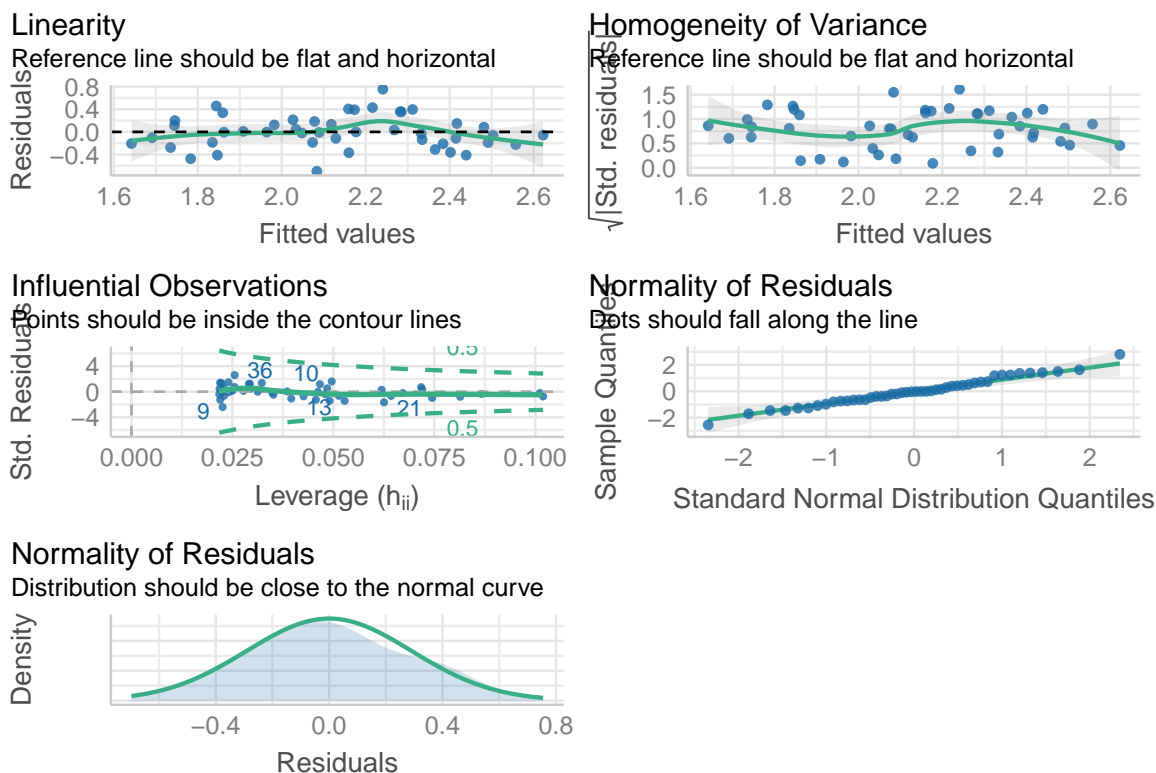 Linearity
Reference line should be flat and horizontal
Residuals
0.8
0.4
0.0
−0.4
1.6 1.8 2.0 2.2 2.4 2.6
Fitted values
Homogeneity of Variance
Reference line should be flat and horizontal
√|Std. residuals|
1.5
1.0
0.5
0.0
1.6 1.8 2.0 2.2 2.4 2.6
Fitted values
Influential Observations
Points should be inside the contour lines
Std. Residuals
4
0
−4
0.5
36 10
9 13 21
0.5
0.000 0.025 0.050 0.075 0.100
Leverage (hii)
Normality of Residuals
Dots should fall along the line
Sample Quantiles
2
0
−2
−2 −1 0 1 2
Standard Normal Distribution Quantiles
Normality of Residuals
Distribution should be close to the normal curve
Density
−0.4 0.0 0.4 0.8
Residuals